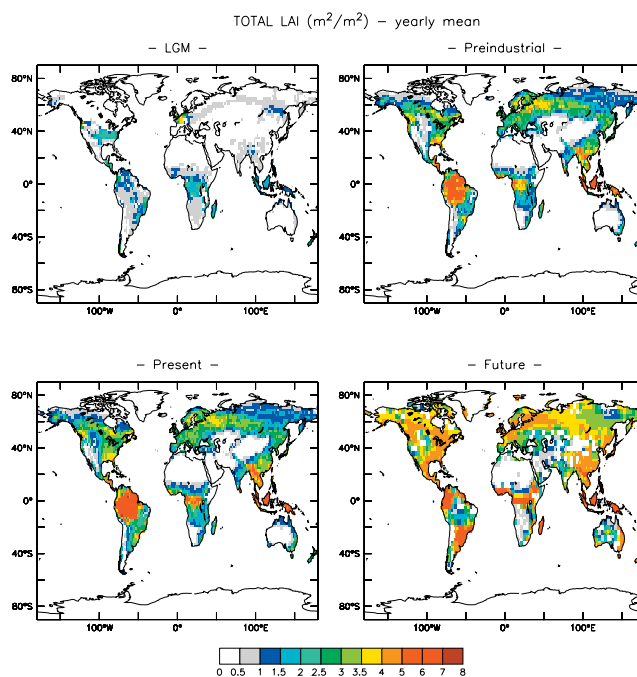 TOTAL LAI (m²/m²) – yearly mean
– LGM –
– Preindustrial –
80°N
40°N
0°
40°S
80°S
100°W 0° 100°E
80°N
40°N
0°
40°S
80°S
100°W 0° 100°E
– Present –
– Future –
80°N
40°N
0°
40°S
80°S
100°W 0° 100°E
80°N
40°N
0°
40°S
80°S
100°W 0° 100°E
0 0.5 1 1.5 2 2.5 3 3.5 4 5 6 7 8